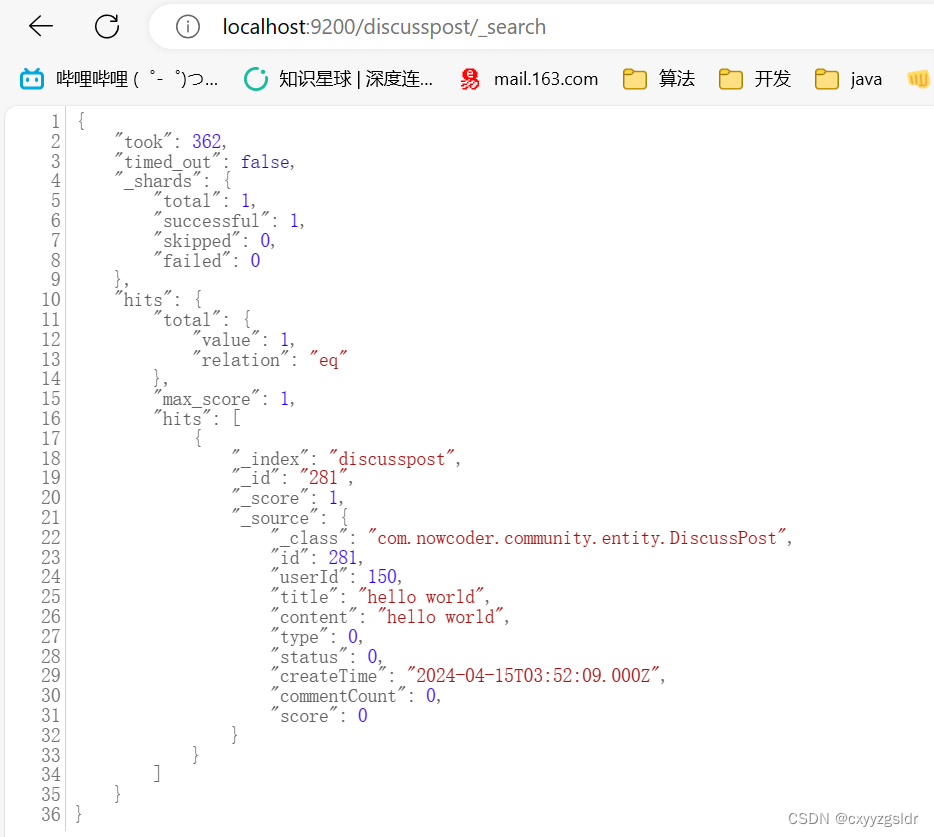 localhost:9200/discusspost/_search
哔哩哔哩 (゜-゜)つ... 知识星球 | 深度连... mail.163.com 算法 开发 java
1 {
2 "took": 362,
3 "timed_out": false,
4 "_shards": {
5 "total": 1,
6 "successful": 1,
7 "skipped": 0,
8 "failed": 0
9 },
10 "hits": {
11 "total": {
12 "value": 1,
13 "relation": "eq"
14 },
15 "max_score": 1,
16 "hits": [
17 {
18 "_index": "discusspost",
19 "_id": "281",
20 "_score": 1,
21 "_source": {
22 "_class": "com.nowcoder.community.entity.DiscussPost",
23 "id": 281,
24 "userId": 150,
25 "title": "hello world",
26 "content": "hello world",
27 "type": 0,
28 "status": 0,
29 "createTime": "2024-04-15T03:52:09.000Z",
30 "commentCount": 0,
31 "score": 0
32 }
33 }
34 ]
35 }
36 }
CSDN @cxyyzgsldr